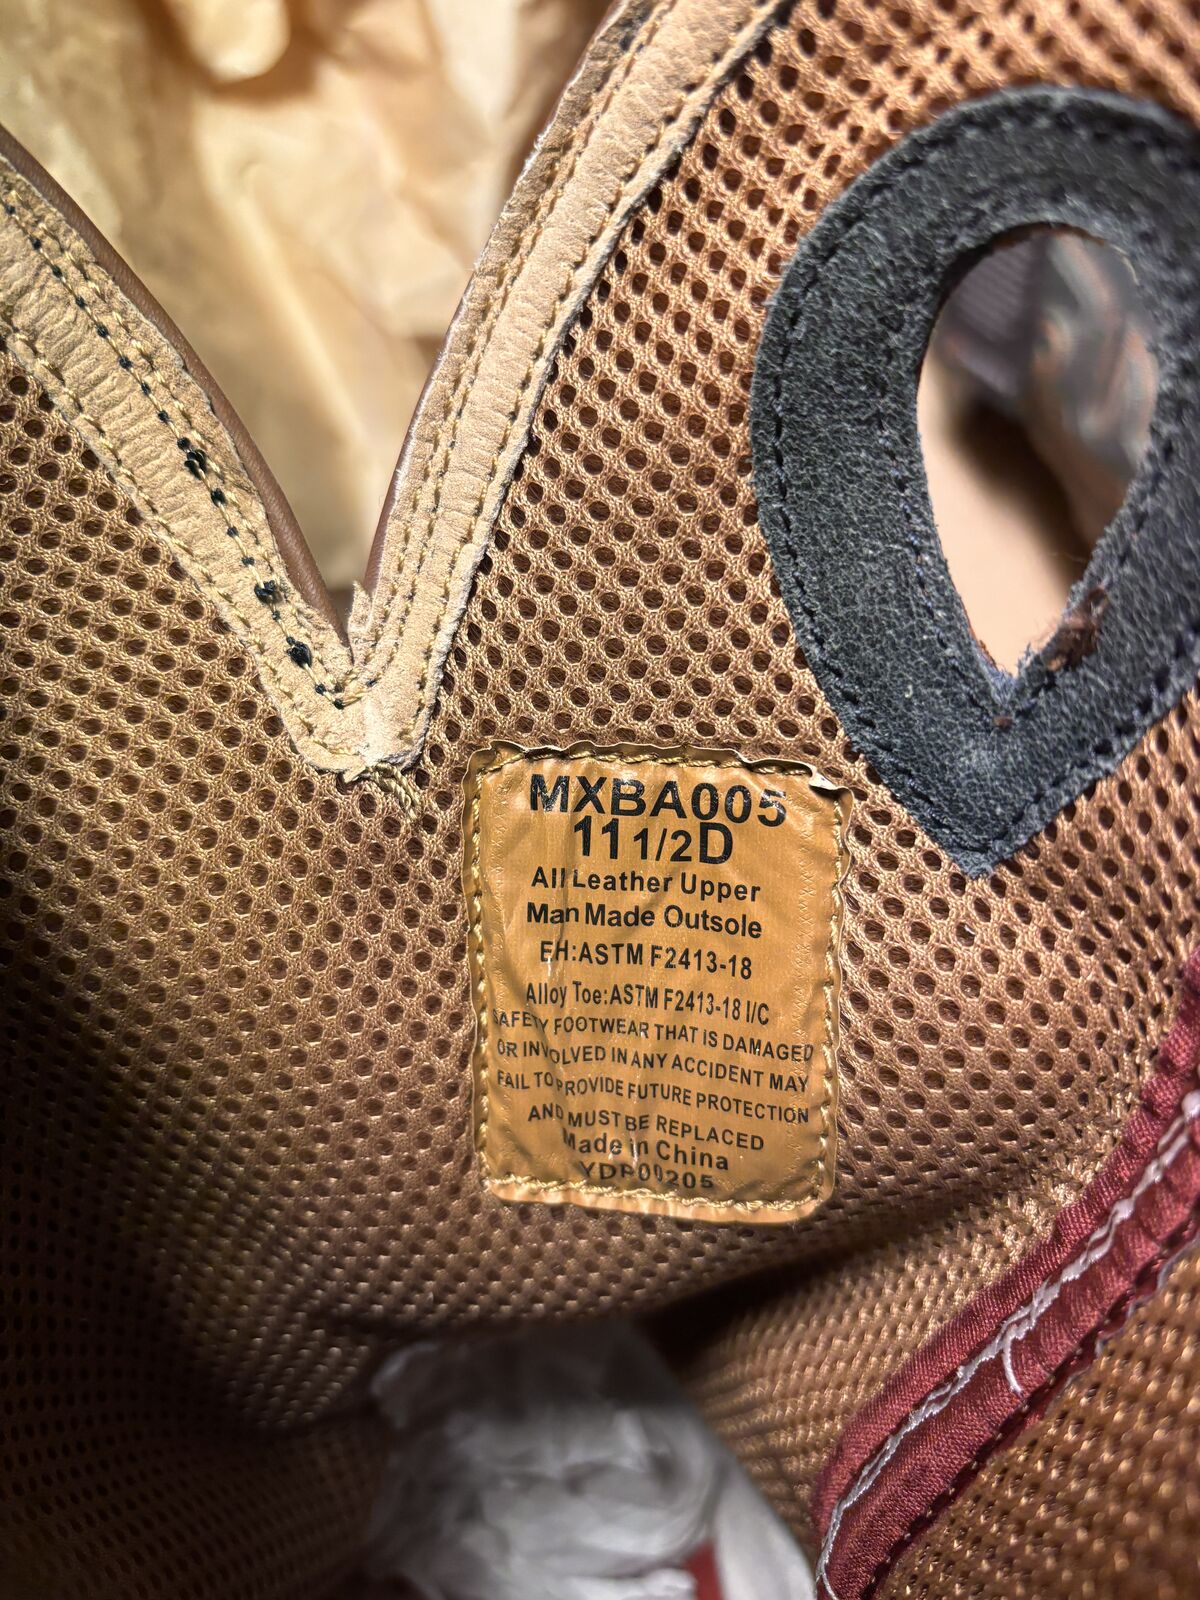 MXBA005
11 1/2D
All Leather Upper
Man Made Outsole
EH:ASTM F2413-18
Alloy Toe:ASTM F2413-18 I/C
SAFETY FOOTWEAR THAT IS DAMAGED
OR INVOLVED IN ANY ACCIDENT MAY
FAIL TO PROVIDE FUTURE PROTECTION
AND MUST BE REPLACED
Made in China
YDP00205